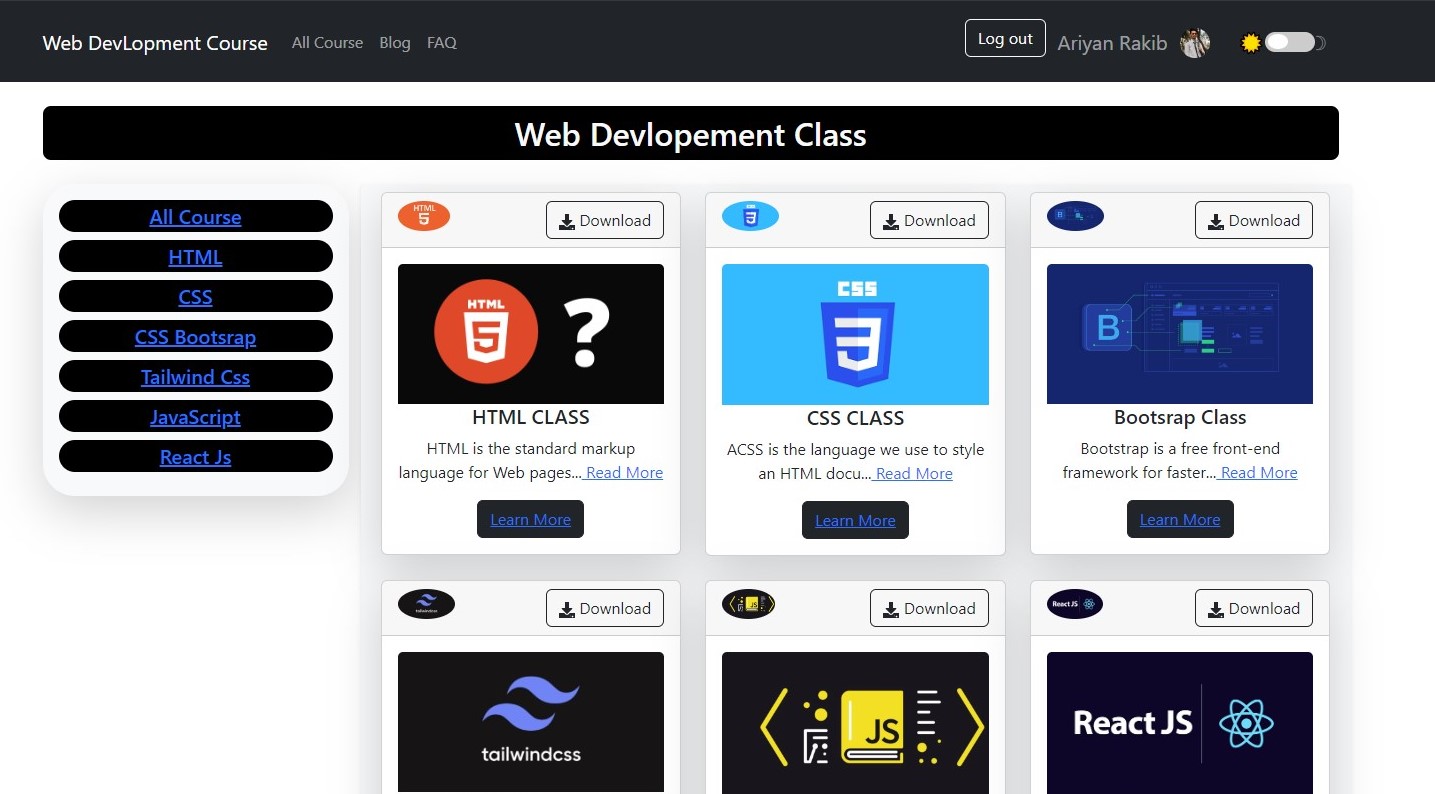 Web DevLopment Course All Course Blog FAQ Log out Ariyan Rakib
Web Devlopement Class
All Course
HTML
CSS
CSS Bootsrap
Tailwind Css
JavaScript
React Js
HTML
5
Download
HTML
5
?
HTML CLASS
HTML is the standard markup
language for Web pages... Read More
Learn More
3
Download
CSS
3
CSS CLASS
ACSS is the language we use to style
an HTML docu... Read More
Learn More
B
Download
B
Bootsrap Class
Bootstrap is a free front-end
framework for faster... Read More
Learn More
tailwindcss
Download
tailwindcss
JS
Download
JS
React JS
Download
React JS